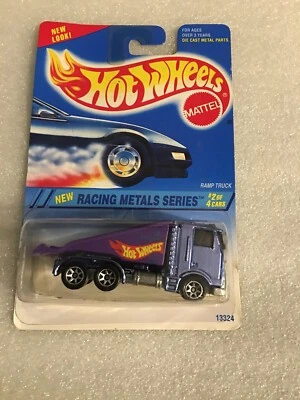 NEW
LOOK!
FOR AGES
OVER 3 YEARS.
DIE CAST METAL PARTS
HOT WHEELS
MATTEL
RAMP TRUCK
NEW RACING METALS SERIES™ #2 OF
4 CARS
Hot Wheels
13324